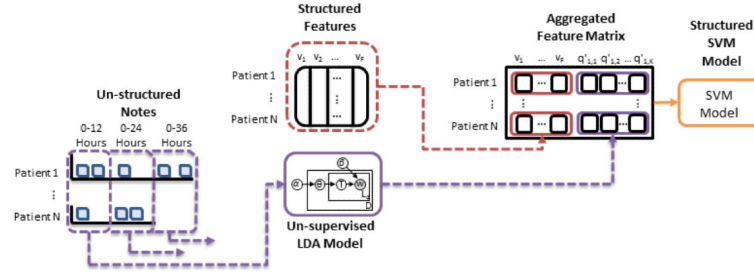 Structured
Features
Aggregated
Feature Matrix
Structured
SVM
Model
v₁ v₂ ... vF
v₁ ... vF q'₁,₁ q'₁,₂ ... q'₁,K
Patient 1
...
⋮
Patient N
...
Patient 1
...
...
⋮
...
Patient N
...
...
SVM
Model
Un-structured
Notes
0-12
Hours
0-24
Hours
0-36
Hours
Patient 1
⋮
Patient N
β
α
θ
T
w
D
Un-supervised
LDA Model